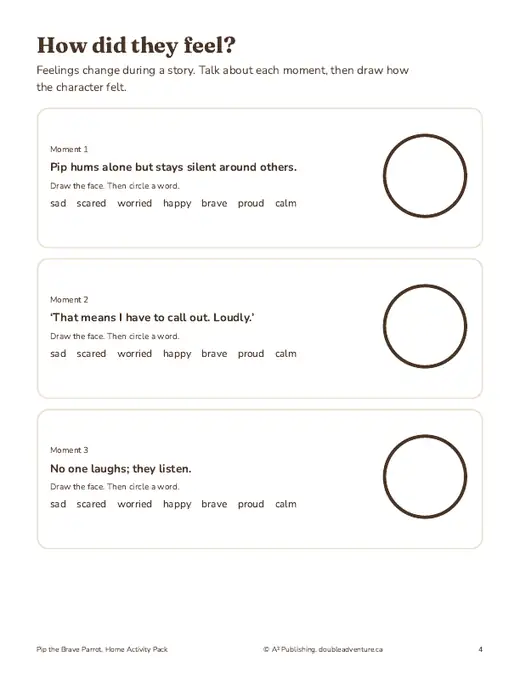 How did they feel?
Feelings change during a story. Talk about each moment, then draw how
the character felt.
Moment 1
Pip hums alone but stays silent around others.
Draw the face. Then circle a word.
sad scared worried happy brave proud calm
Moment 2
‘That means I have to call out. Loudly.’
Draw the face. Then circle a word.
sad scared worried happy brave proud calm
Moment 3
No one laughs; they listen.
Draw the face. Then circle a word.
sad scared worried happy brave proud calm
Pip the Brave Parrot. Home Activity Pack
© A² Publishing. doubleadventure.ca
4